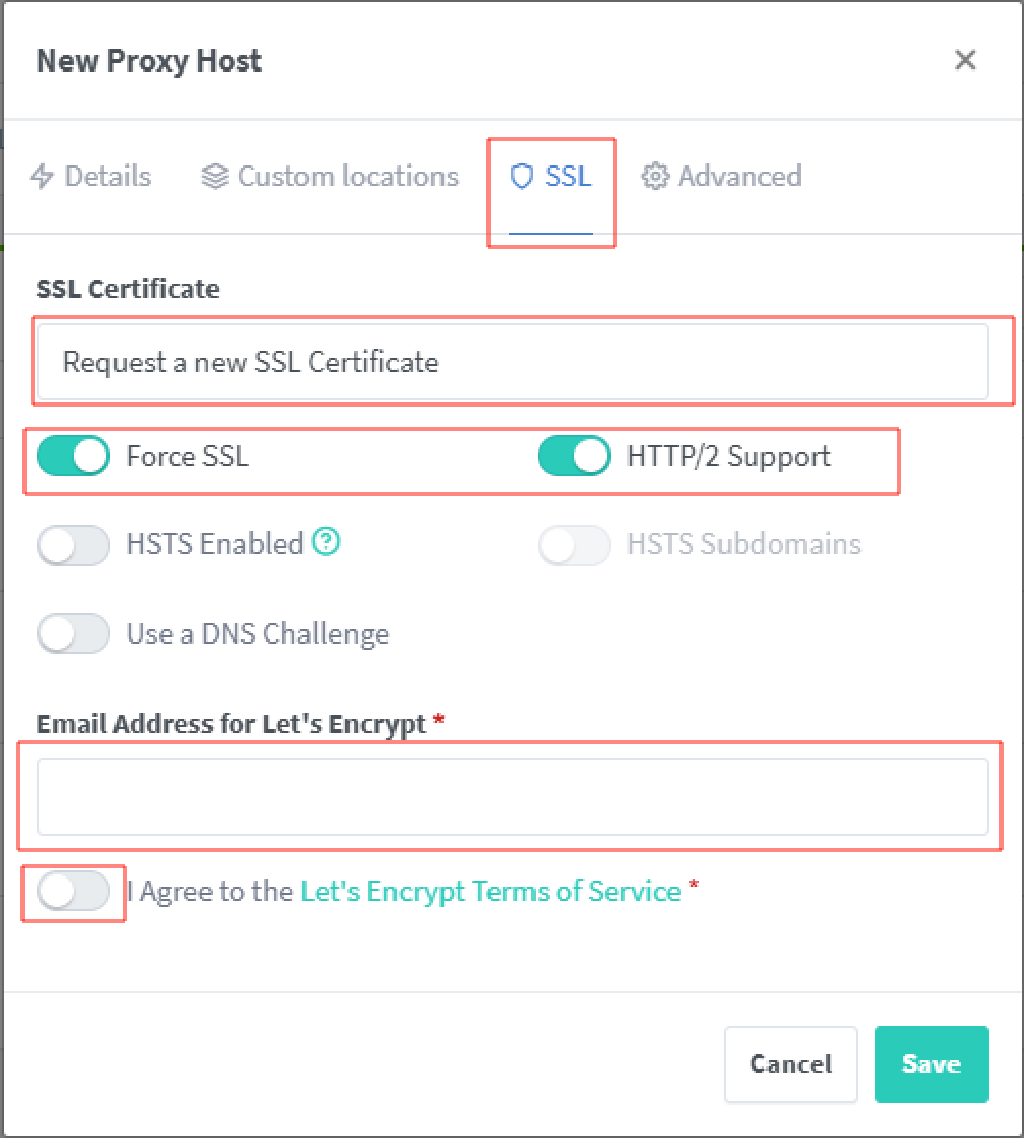 New Proxy Host
Details Custom locations SSL Advanced
SSL Certificate
Request a new SSL Certificate
Force SSL HTTP/2 Support
HSTS Enabled HSTS Subdomains
Use a DNS Challenge
Email Address for Let's Encrypt *
I Agree to the Let's Encrypt Terms of Service *
Cancel Save